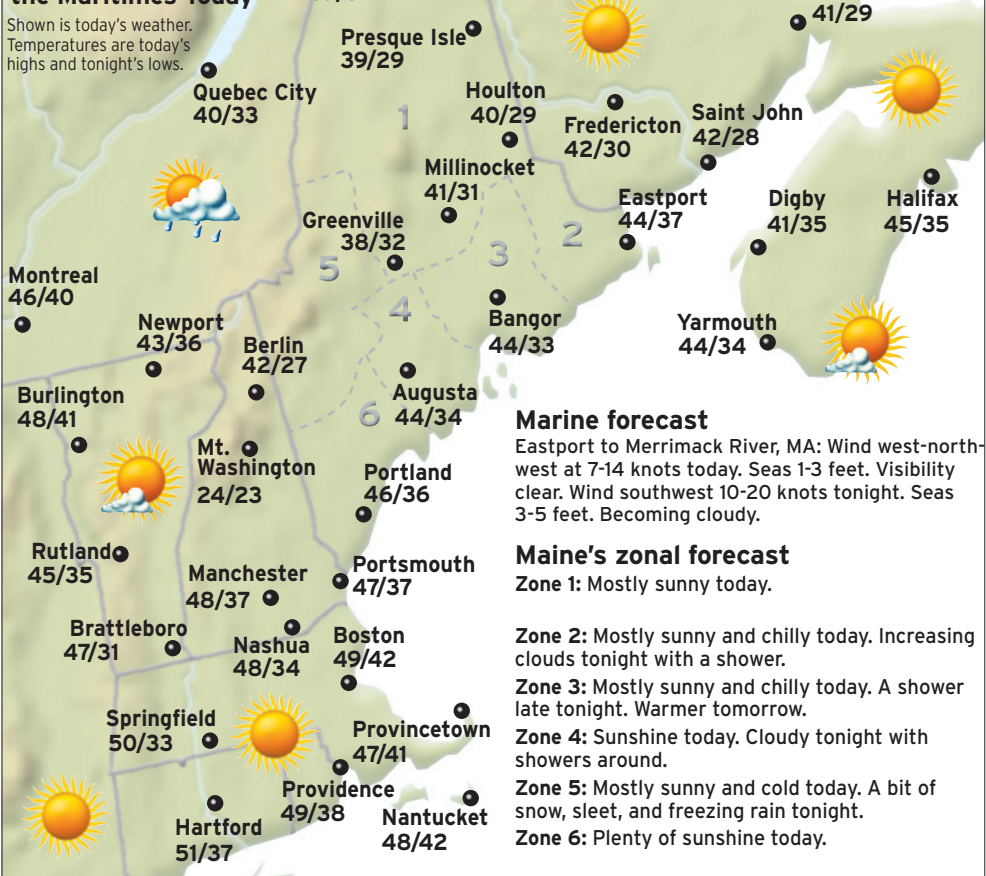 the Maritimes Today
Shown is today's weather.
Temperatures are today's
highs and tonight's lows.
41/29
Presque Isle
39/29
Quebec City
40/33
Houlton
40/29
1
Fredericton
42/30
Saint John
42/28
Millinocket
41/31
Greenville
38/32
Eastport
44/37
Digby
41/35
Halifax
45/35
2
3
5
4
Montreal
46/40
Newport
43/36
Berlin
42/27
Bangor
44/33
Yarmouth
44/34
Burlington
48/41
Augusta
44/34
6
Mt.
Washington
24/23
Portland
46/36
Rutland
45/35
Manchester
48/37
Portsmouth
47/37
Brattleboro
47/31
Nashua
48/34
Boston
49/42
Springfield
50/33
Provincetown
47/41
Providence
49/38
Nantucket
48/42
Hartford
51/37
Marine forecast
Eastport to Merrimack River, MA: Wind west-north-
west at 7-14 knots today. Seas 1-3 feet. Visibility
clear. Wind southwest 10-20 knots tonight. Seas
3-5 feet. Becoming cloudy.
Maine's zonal forecast
Zone 1: Mostly sunny today.
Zone 2: Mostly sunny and chilly today. Increasing
clouds tonight with a shower.
Zone 3: Mostly sunny and chilly today. A shower
late tonight. Warmer tomorrow.
Zone 4: Sunshine today. Cloudy tonight with
showers around.
Zone 5: Mostly sunny and cold today. A bit of
snow, sleet, and freezing rain tonight.
Zone 6: Plenty of sunshine today.